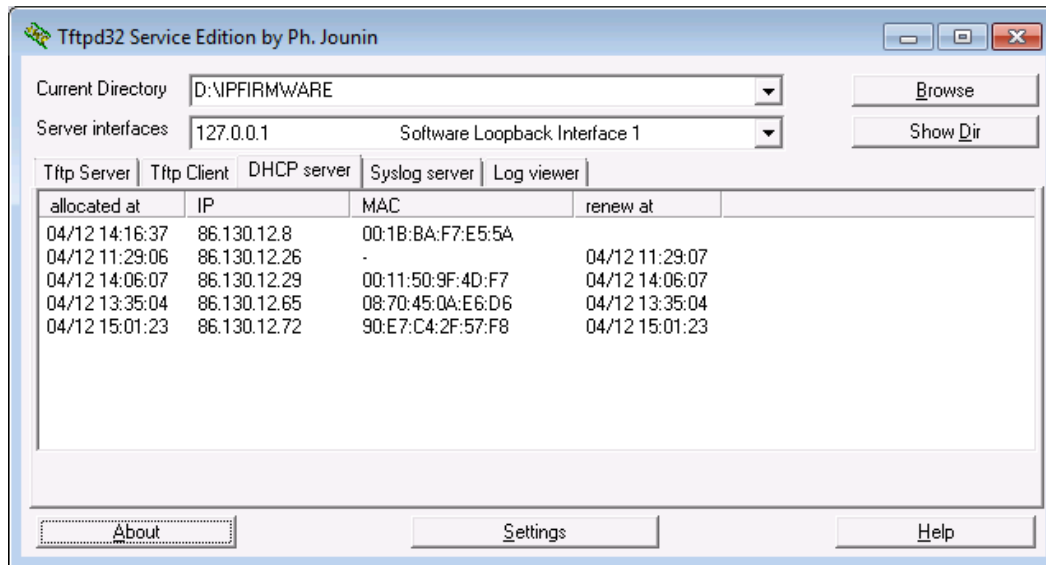 Tftpd32 Service Edition by Ph. Jounin
Current Directory D:\IPFIRMWARE Browse
Server interfaces 127.0.0.1 Software Loopback Interface 1 Show Dir
Tftp Server Tftp Client DHCP server Syslog server Log viewer
allocated at IP MAC renew at
04/12 14:16:37 86.130.12.8 00:1B:BA:F7:E5:5A
04/12 11:29:06 86.130.12.26 - 04/12 11:29:07
04/12 14:06:07 86.130.12.29 00:11:50:9F:4D:F7 04/12 14:06:07
04/12 13:35:04 86.130.12.65 08:70:45:0A:E6:D6 04/12 13:35:04
04/12 15:01:23 86.130.12.72 90:E7:C4:2F:57:F8 04/12 15:01:23
About Settings Help